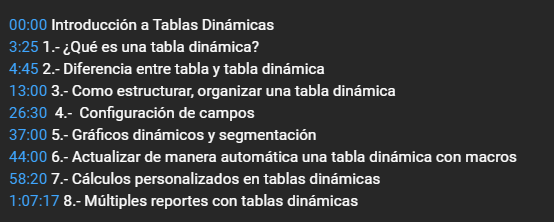 00:00 Introducción a Tablas Dinámicas
3:25 1.- ¿Qué es una tabla dinámica?
4:45 2.- Diferencia entre tabla y tabla dinámica
13:00 3.- Como estructurar, organizar una tabla dinámica
26:30 4.- Configuración de campos
37:00 5.- Gráficos dinámicos y segmentación
44:00 6.- Actualizar de manera automática una tabla dinámica con macros
58:20 7.- Cálculos personalizados en tablas dinámicas
1:07:17 8.- Múltiples reportes con tablas dinámicas